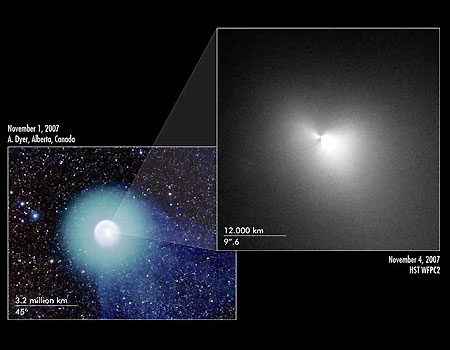 November 1, 2007
A. Dyer, Alberta, Canada
3.2 million km
45"
12.000 km
9".6
November 4, 2007
HST WFPC2